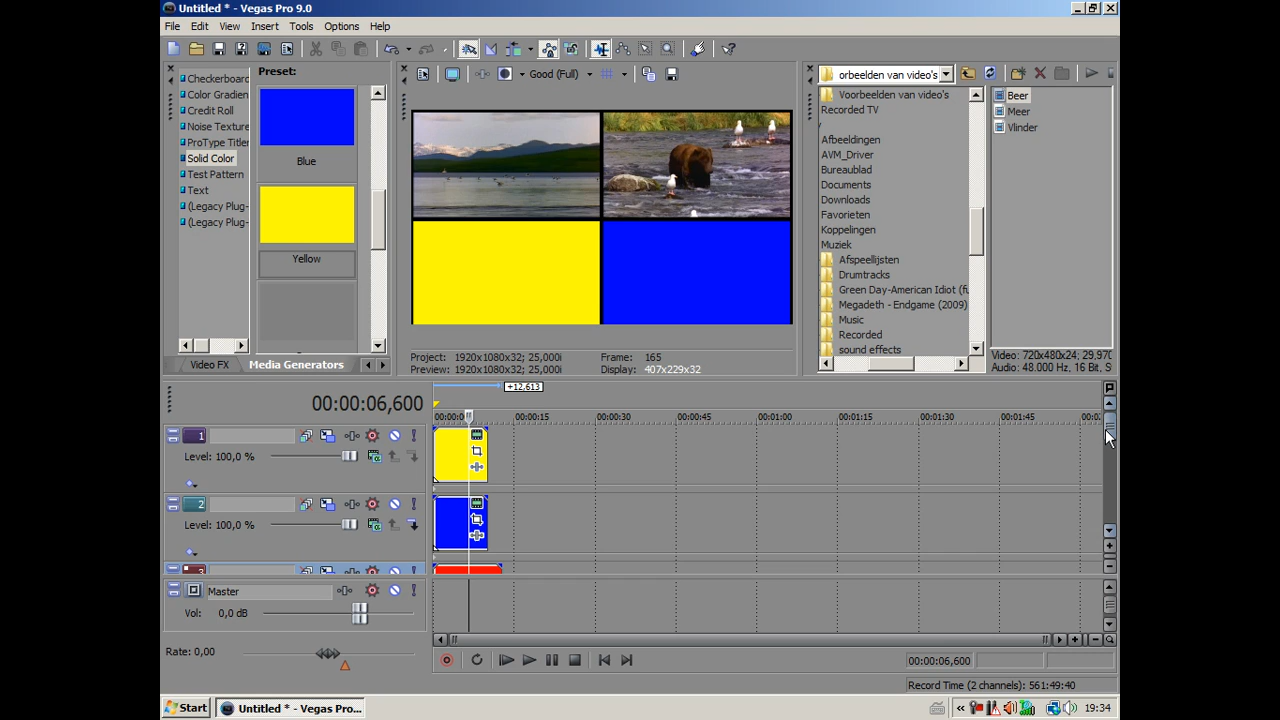 Untitled * - Vegas Pro 9.0
File Edit View Insert Tools Options Help
Checkerboard
Color Gradien
Credit Roll
Noise Texture
ProType Titler
Solid Color
Test Pattern
Text
(Legacy Plug-
(Legacy Plug-
Preset:
Blue
Yellow
Video FX Media Generators
Good (Full)
Project: 1920x1080x32; 25,000i
Preview: 1920x1080x32; 25,000i
Frame: 165
Display: 407x229x32
orbeelden van video's
Voorbeelden van video's
Recorded TV
Afbeeldingen
AVM_Driver
Bureaublad
Documents
Downloads
Favorieten
Koppelingen
Muziek
Afspeellijsten
Drumtracks
Green Day-American Idiot (fu
Megadeth - Endgame (2009)
Music
Recorded
sound effects
Beer
Meer
Vlinder
Video: 720x480x24; 29,970
Audio: 48.000 Hz, 16 Bit, S
+12,613
00:00:06,600
00:00:0 00:00:15 00:00:30 00:00:45 00:01:00 00:01:15 00:01:30 00:01:45 00:0
1
Level: 100,0 %
2
Level: 100,0 %
3
Master
Vol: 0,0 dB
Rate: 0,00
00:00:06,600
Record Time (2 channels): 561:49:40
Start Untitled * - Vegas Pro... 19:34